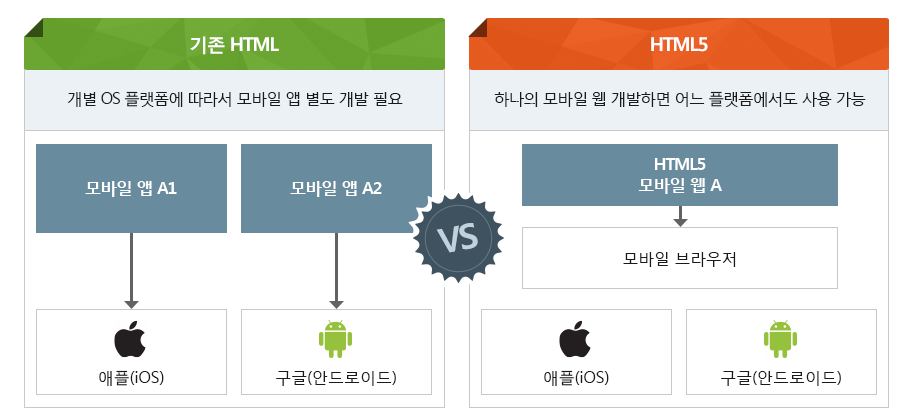 기존 HTML
개별 OS 플랫폼에 따라서 모바일 앱 별도 개발 필요
모바일 앱 A1
모바일 앱 A2
애플(iOS)
구글(안드로이드)
VS
HTML5
하나의 모바일 웹 개발하면 어느 플랫폼에서도 사용 가능
HTML5
모바일 웹 A
모바일 브라우저
애플(iOS)
구글(안드로이드)